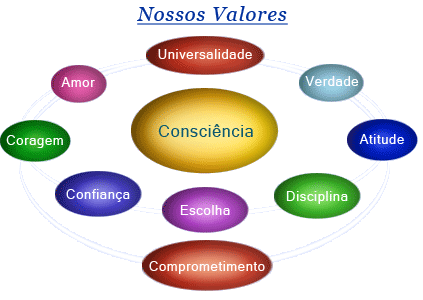 Nossos Valores
Universalidade
Amor
Verdade
Consciência
Coragem
Atitude
Confiança
Escolha
Disciplina
Comprometimento